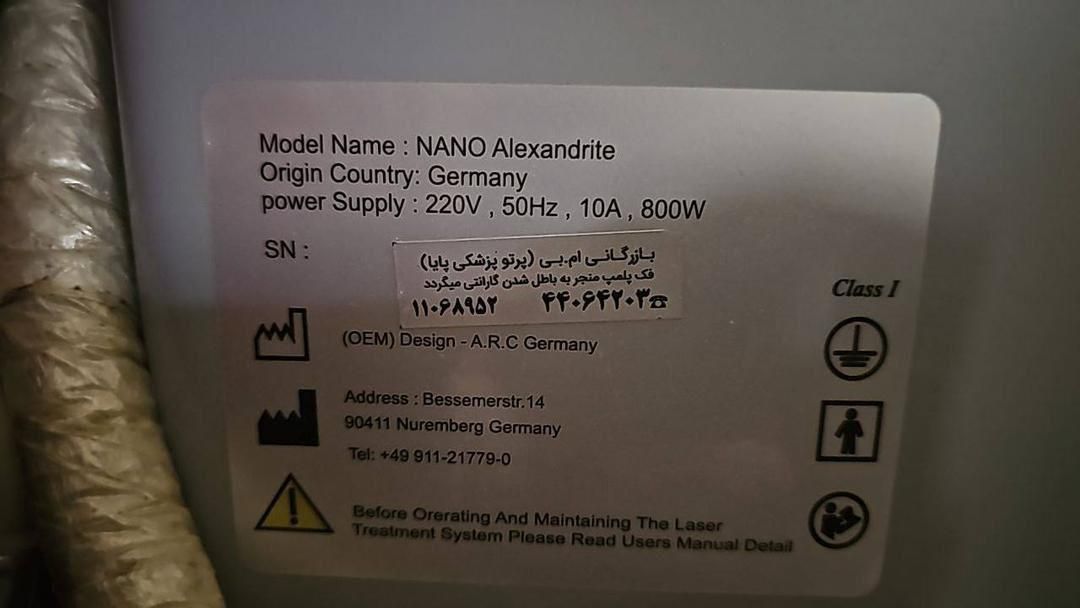 Model Name : NANO Alexandrite
Origin Country: Germany
power Supply : 220V , 50Hz , 10A , 800W
SN :
بازرگانی ام.بی (پرتو پزشکی پایا)
فک پلمپ منجر به باطل شدن گارانتی میگردد
☎۴۴۰۶۴۲۰۳ ۱۱۰۶۸۹۵۲
Class I
(OEM) Design - A.R.C Germany
Address : Bessemerstr.14
90411 Nuremberg Germany
Tel: +49 911-21779-0
Before Orerating And Maintaining The Laser
Treatment System Please Read Users Manual Detail